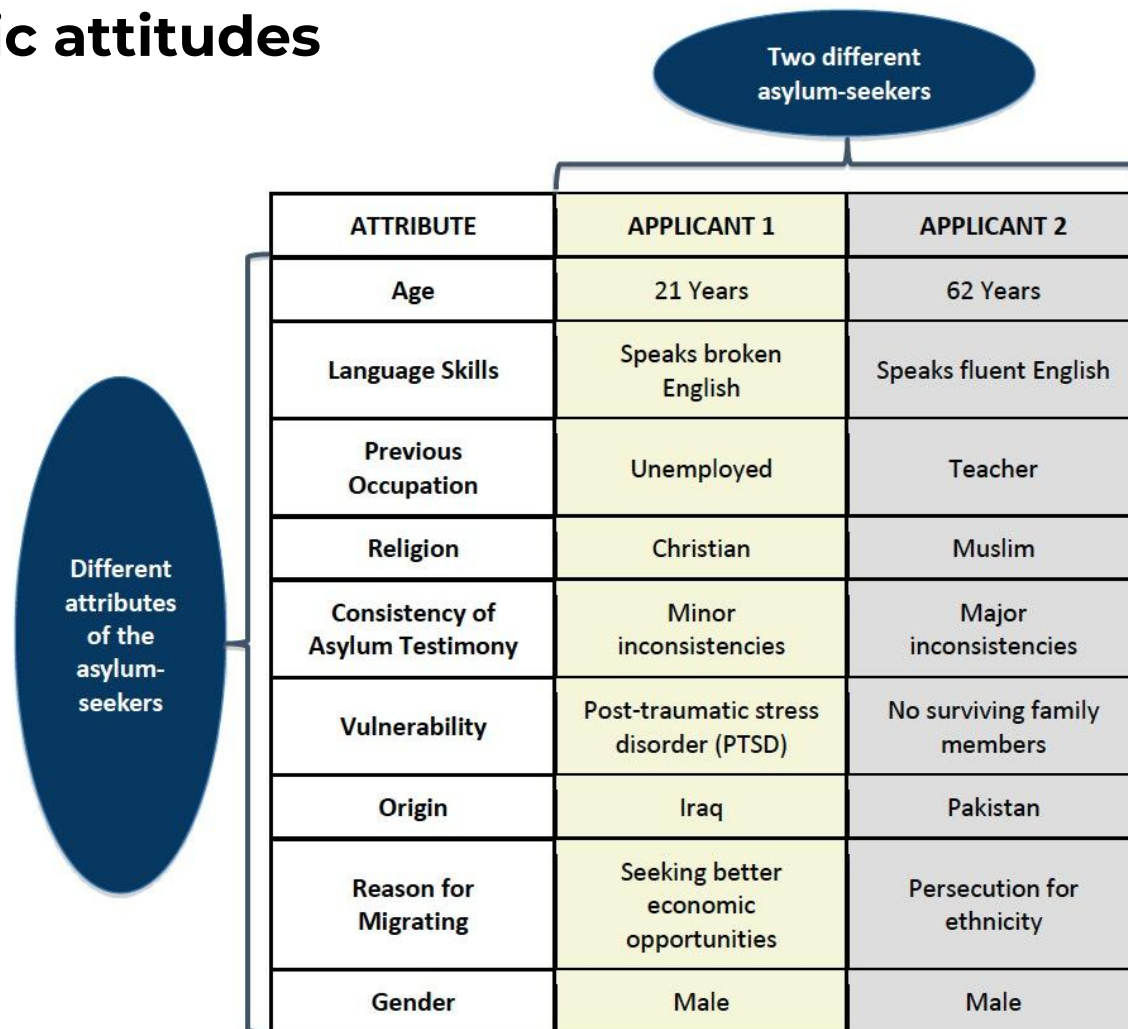 ic attitudes
Two different
asylum-seekers
ATTRIBUTE APPLICANT 1 APPLICANT 2
Age 21 Years 62 Years
Language Skills Speaks broken English Speaks fluent English
Previous Occupation Unemployed Teacher
Religion Christian Muslim
Consistency of Asylum Testimony Minor inconsistencies Major inconsistencies
Vulnerability Post-traumatic stress disorder (PTSD) No surviving family members
Origin Iraq Pakistan
Reason for Migrating Seeking better economic opportunities Persecution for ethnicity
Gender Male Male
Different
attributes
of the
asylum-
seekers